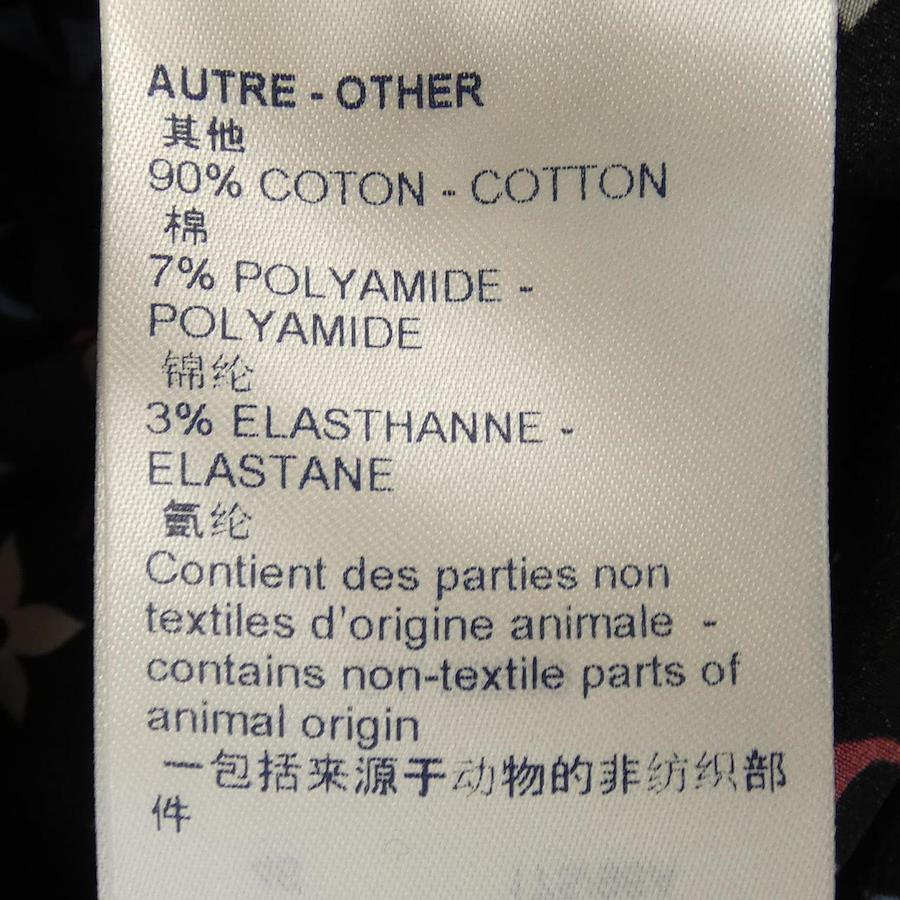 AUTRE - OTHER
其他
90% COTON - COTTON
棉
7% POLYAMIDE -
POLYAMIDE
锦纶
3% ELASTHANNE -
ELASTANE
氨纶
Contient des parties non
textiles d'origine animale -
contains non-textile parts of
animal origin
一包括来源于动物的非纺织部
件